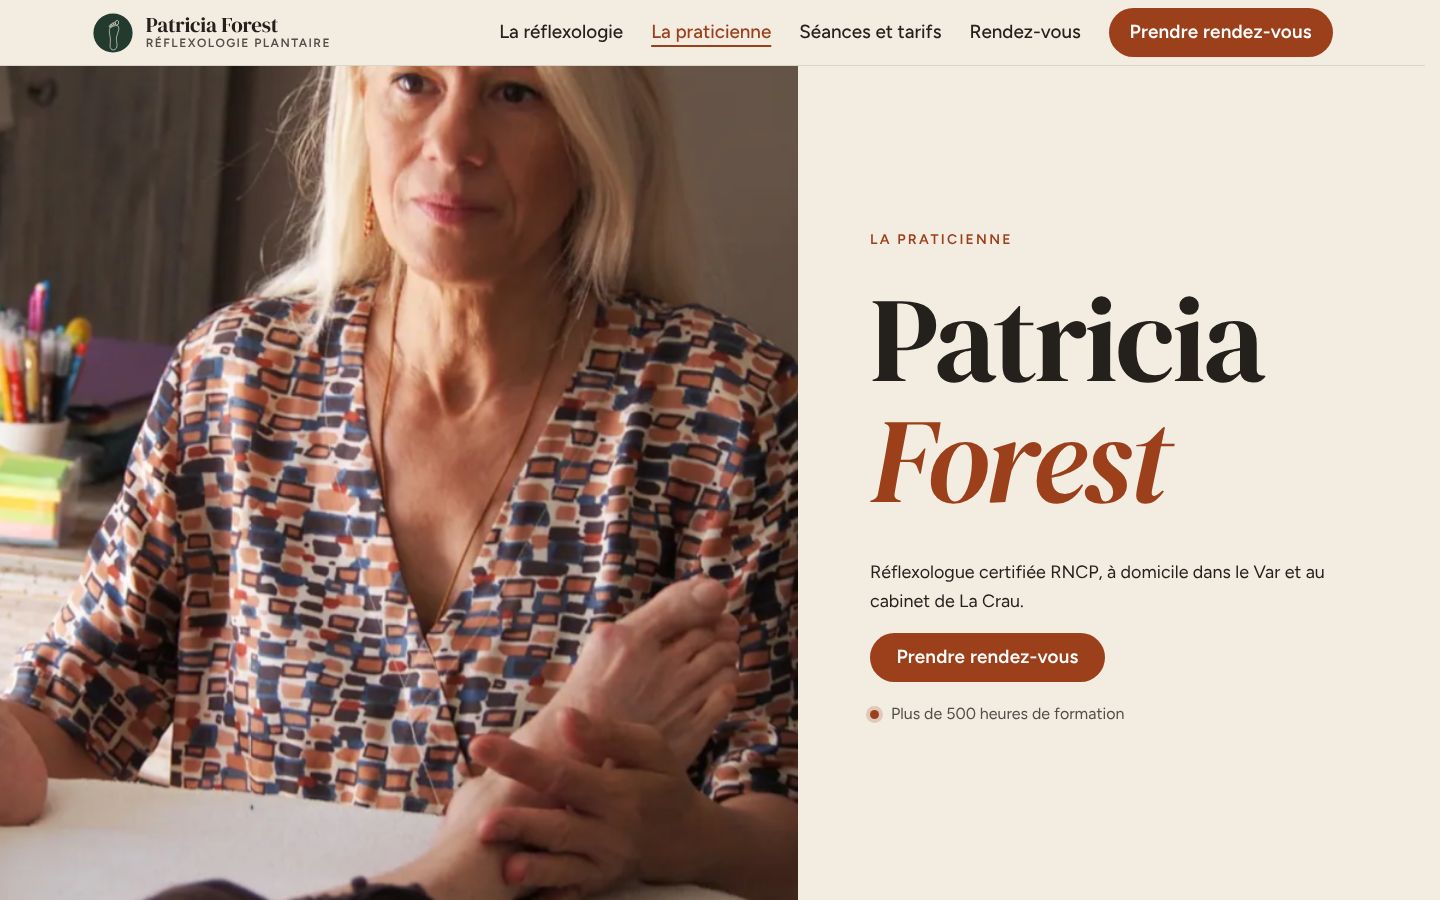 Patricia Forest
RÉFLEXOLOGIE PLANTAIRE
La réflexologie
La praticienne
Séances et tarifs
Rendez-vous
Prendre rendez-vous
LA PRATICIENNE
Patricia
Forest
Réflexologue certifiée RNCP, à domicile dans le Var et au
cabinet de La Crau.
Prendre rendez-vous
Plus de 500 heures de formation